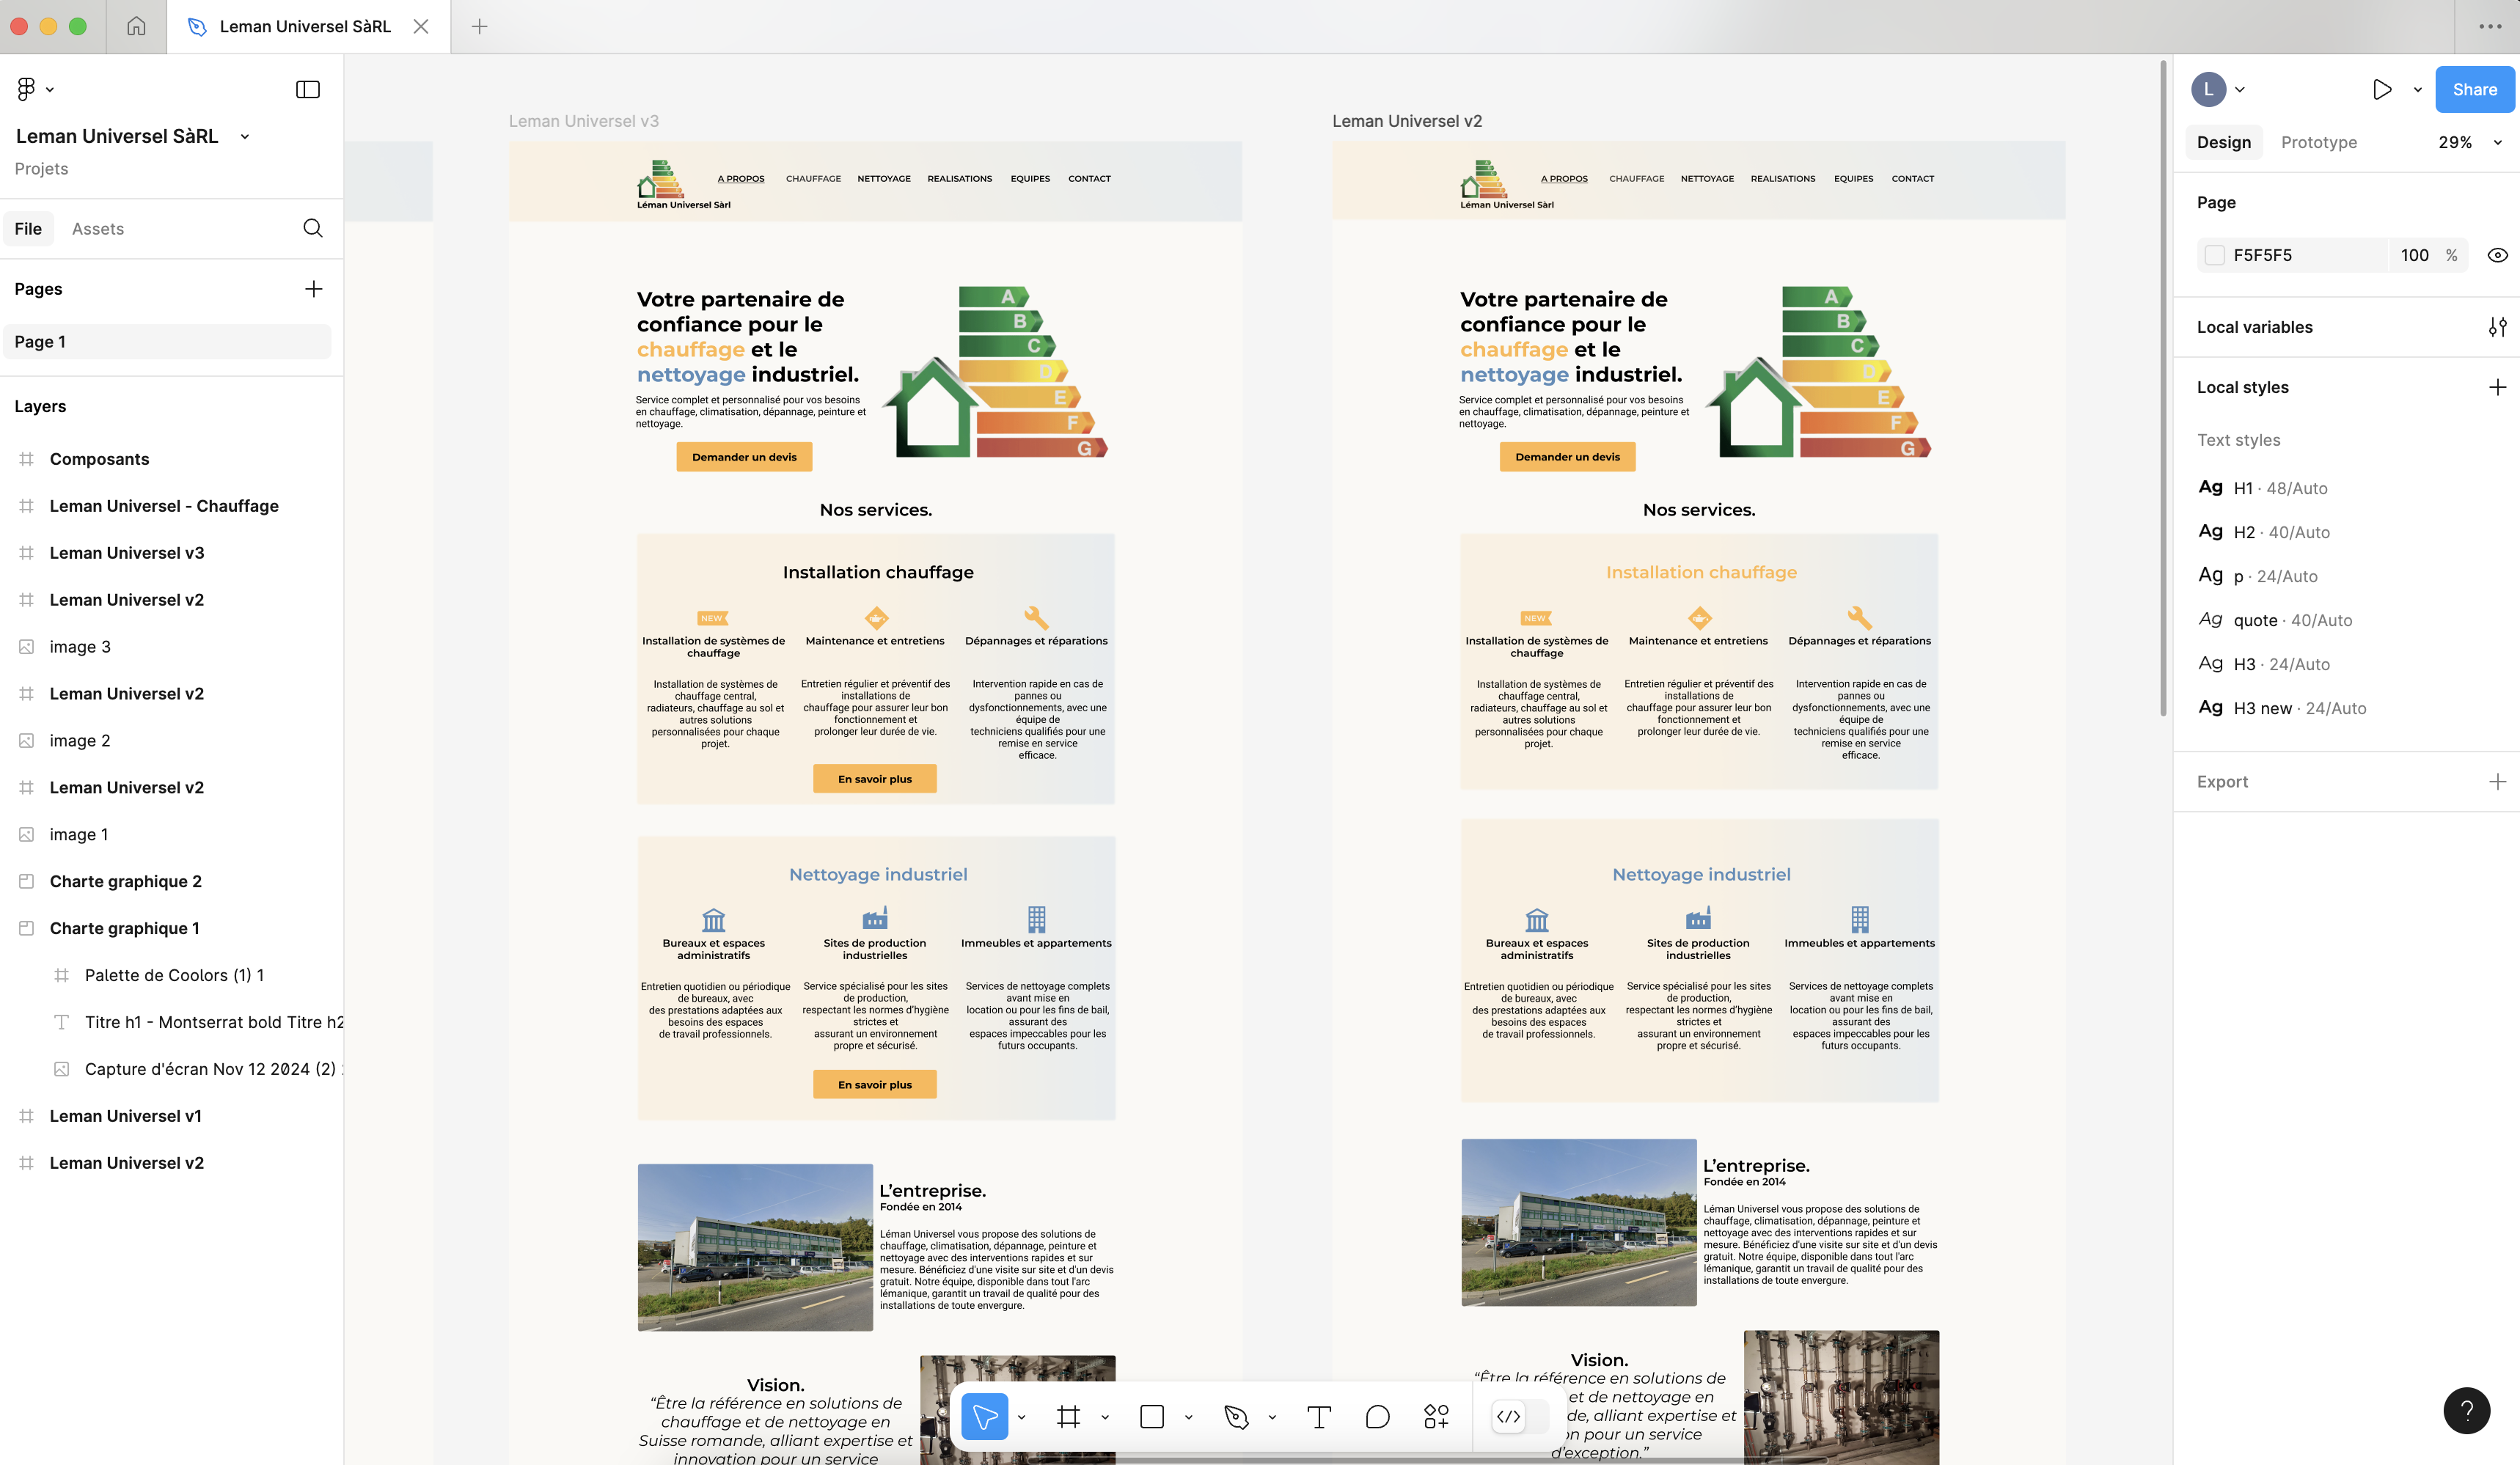 Leman Universel SàRL
Leman Universel SàRL
Projets
File
Assets
Pages
Page 1
Layers
Composants
Leman Universel - Chauffage
Leman Universel v3
Leman Universel v2
image 3
Leman Universel v2
image 2
Leman Universel v2
image 1
Charte graphique 2
Charte graphique 1
Palette de Coolors (1) 1
Titre h1 - Montserrat bold Titre h2
Capture d'écran Nov 12 2024 (2)
Leman Universel v1
Leman Universel v2
Leman Universel v3
Léman Universel Sàrl
A PROPOS
CHAUFFAGE
NETTOYAGE
REALISATIONS
EQUIPES
CONTACT
Votre partenaire de
confiance pour le
chauffage et le
nettoyage industriel.
Service complet et personnalisé pour vos besoins
en chauffage, climatisation, dépannage, peinture et
nettoyage.
Demander un devis
A
B
C
D
E
F
G
Nos services.
Installation chauffage
NEW
Installation de systèmes de
chauffage
Installation de systèmes de
chauffage central,
radiateurs, chauffage au sol et
autres solutions
personnalisées pour chaque
projet.
Maintenance et entretiens
Entretien régulier et préventif des
installations de
chauffage pour assurer leur bon
fonctionnement et
prolonger leur durée de vie.
Dépannages et réparations
Intervention rapide en cas de
pannes ou
dysfonctionnements, avec une
équipe de
techniciens qualifiés pour une
remise en service
efficace.
En savoir plus
Nettoyage industriel
Bureaux et espaces
administratifs
Entretien quotidien ou périodique
de bureaux, avec
des prestations adaptées aux
besoins des espaces
de travail professionnels.
Sites de production
industrielles
Service spécialisé pour les sites
de production,
respectant les normes d'hygiène
strictes et
assurant un environnement
propre et sécurisé.
Immeubles et appartements
Services de nettoyage complets
avant mise en
location ou pour les fins de bail,
assurant des
espaces impeccables pour les
futurs occupants.
En savoir plus
L'entreprise.
Fondée en 2014
Léman Universel vous propose des solutions de
chauffage, climatisation, dépannage, peinture et
nettoyage avec des interventions rapides et sur
mesure. Bénéficiez d'une visite sur site et d'un devis
gratuit. Notre équipe, disponible dans tout l'arc
lémanique, garantit un travail de qualité pour des
installations de toute envergure.
Vision.
“Être la référence en solutions de
chauffage et de nettoyage en
Suisse romande, alliant expertise et
innovation pour un service
Leman Universel v2
Léman Universel Sàrl
A PROPOS
CHAUFFAGE
NETTOYAGE
REALISATIONS
EQUIPES
CONTACT
Votre partenaire de
confiance pour le
chauffage et le
nettoyage industriel.
Service complet et personnalisé pour vos besoins
en chauffage, climatisation, dépannage, peinture et
nettoyage.
Demander un devis
A
B
C
D
E
F
G
Nos services.
Installation chauffage
NEW
Installation de systèmes de
chauffage
Installation de systèmes de
chauffage central,
radiateurs, chauffage au sol et
autres solutions
personnalisées pour chaque
projet.
Maintenance et entretiens
Entretien régulier et préventif des
installations de
chauffage pour assurer leur bon
fonctionnement et
prolonger leur durée de vie.
Dépannages et réparations
Intervention rapide en cas de
pannes ou
dysfonctionnements, avec une
équipe de
techniciens qualifiés pour une
remise en service
efficace.
Nettoyage industriel
Bureaux et espaces
administratifs
Entretien quotidien ou périodique
de bureaux, avec
des prestations adaptées aux
besoins des espaces
de travail professionnels.
Sites de production
industrielles
Service spécialisé pour les sites
de production,
respectant les normes d'hygiène
strictes et
assurant un environnement
propre et sécurisé.
Immeubles et appartements
Services de nettoyage complets
avant mise en
location ou pour les fins de bail,
assurant des
espaces impeccables pour les
futurs occupants.
L'entreprise.
Fondée en 2014
Léman Universel vous propose des solutions de
chauffage, climatisation, dépannage, peinture et
nettoyage avec des interventions rapides et sur
mesure. Bénéficiez d'une visite sur site et d'un devis
gratuit. Notre équipe, disponible dans tout l'arc
lémanique, garantit un travail de qualité pour des
installations de toute envergure.
Vision.
“Être la référence en solutions de
et de nettoyage en
de, alliant expertise et
on pour un service
d'exception.”
L
Share
Design
Prototype
29%
Page
F5F5F5
100 %
Local variables
Local styles
Text styles
Ag H1 · 48/Auto
Ag H2 · 40/Auto
Ag p · 24/Auto
Ag quote · 40/Auto
Ag H3 · 24/Auto
Ag H3 new · 24/Auto
Export
?